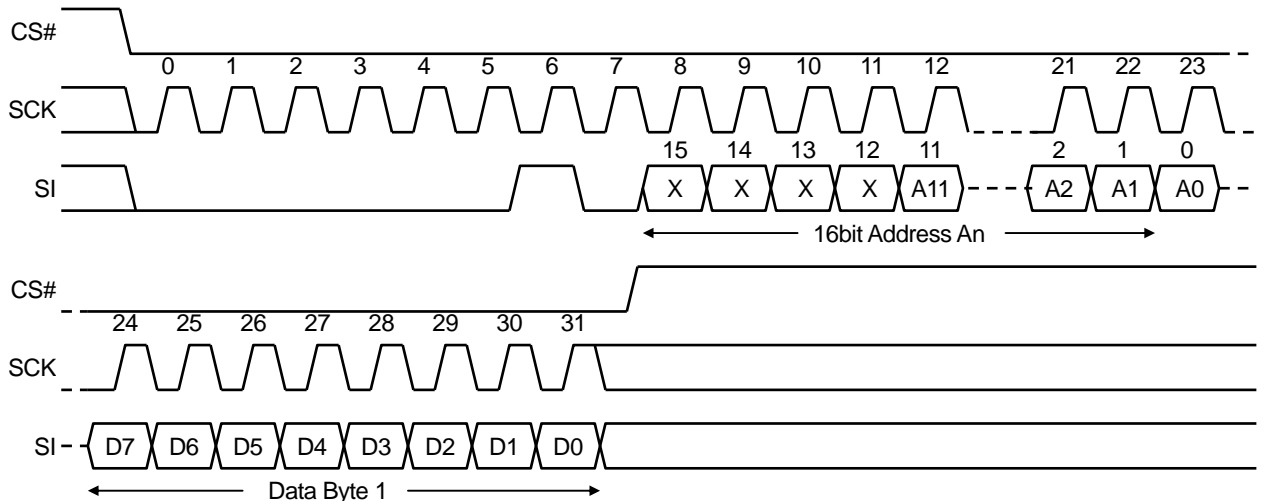 CS#
0 1 2 3 4 5 6 7 8 9 10 11 12 21 22 23
SCK
15 14 13 12 11 2 1 0
SI X X X X A11 A2 A1 A0
16bit Address An
CS#
24 25 26 27 28 29 30 31
SCK
SI D7 D6 D5 D4 D3 D2 D1 D0
Data Byte 1